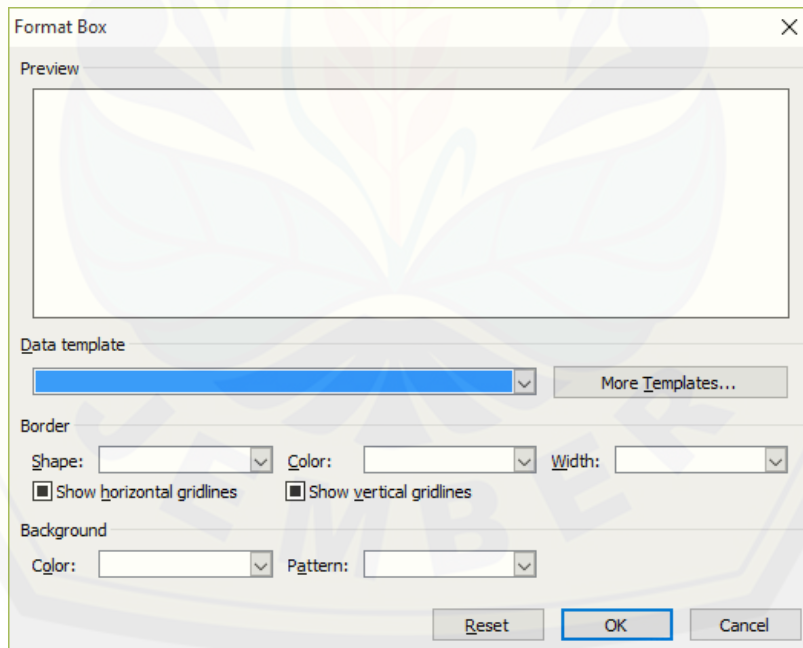 Format Box
Preview
Data template
More Templates...
Border
Shape: Color: Width:
Show horizontal gridlines Show vertical gridlines
Background
Color: Pattern:
Reset OK Cancel
JEMBER